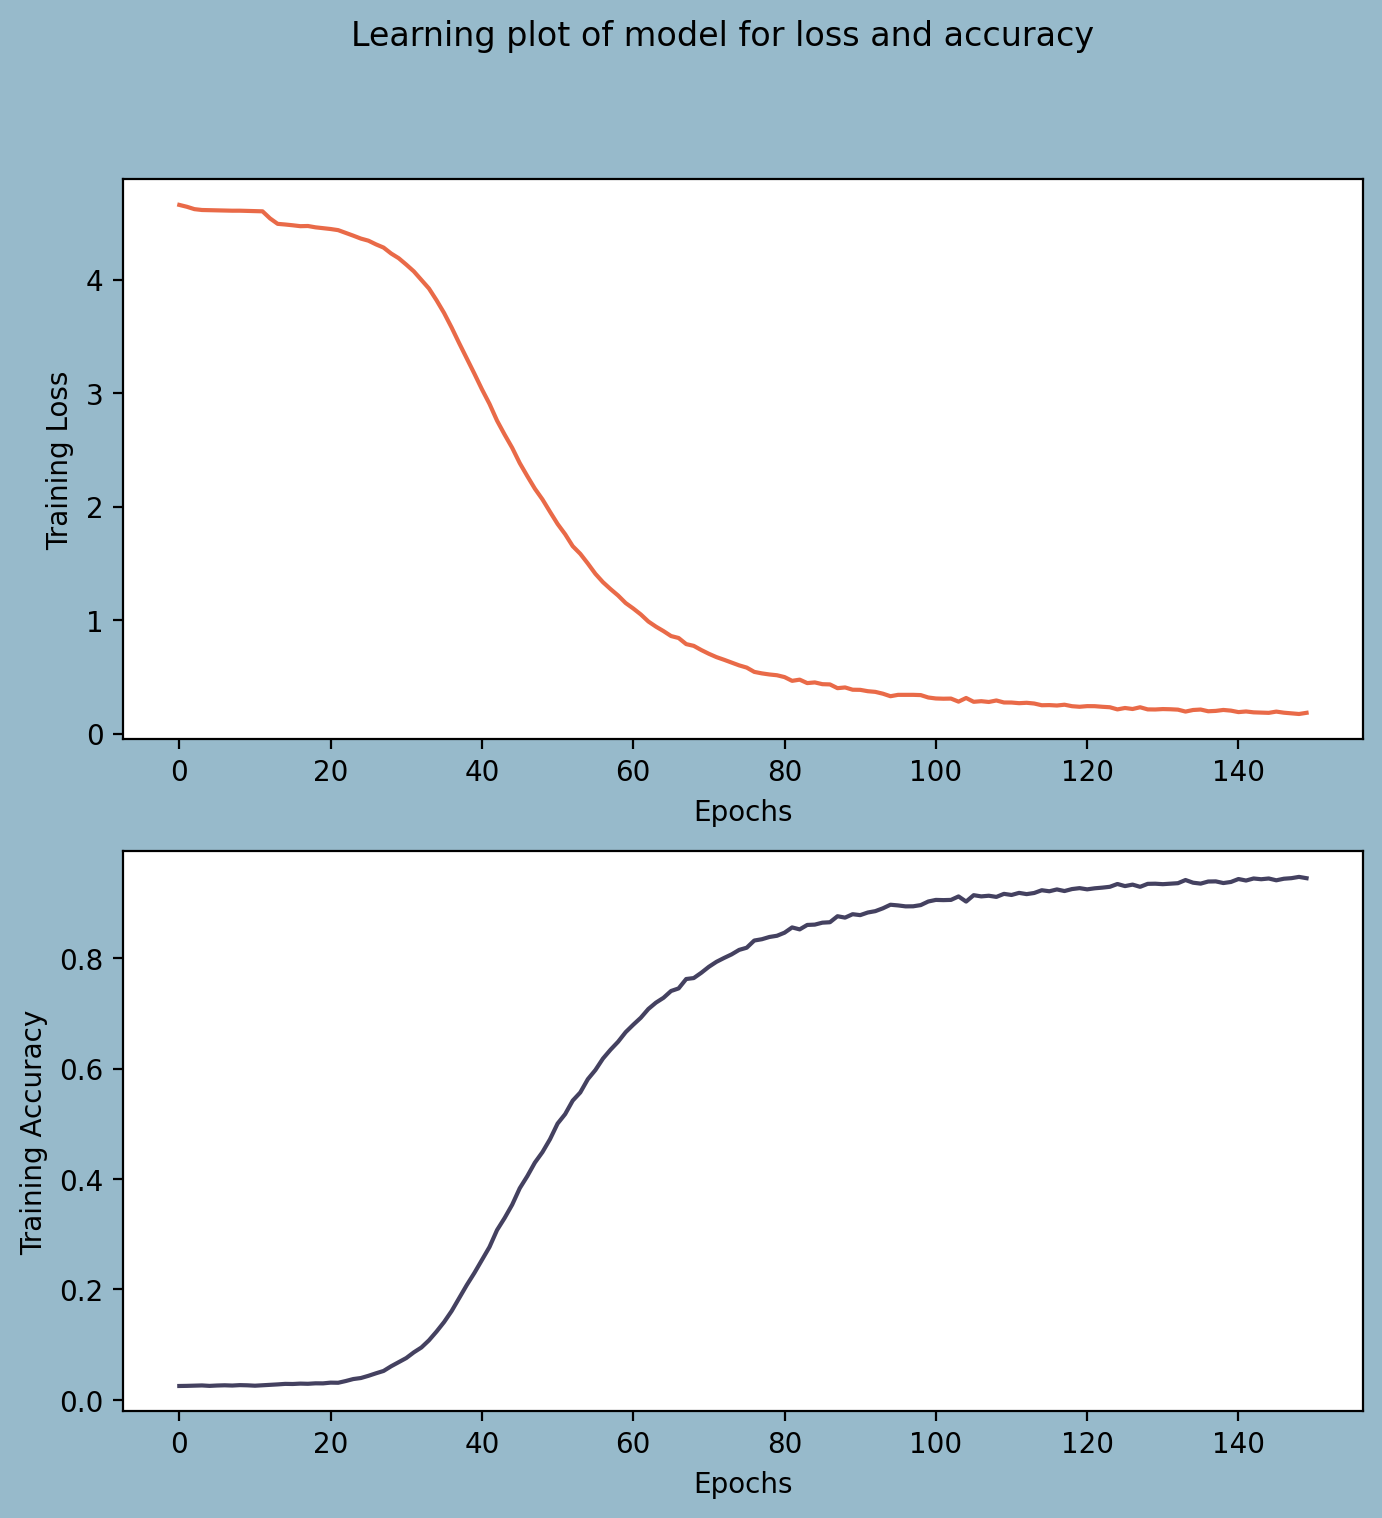 Learning plot of model for loss and accuracy
4
3
2
1
0
Training Loss
0 20 40 60 80 100 120 140
Epochs
0.8
0.6
0.4
0.2
0.0
Training Accuracy
0 20 40 60 80 100 120 140
Epochs